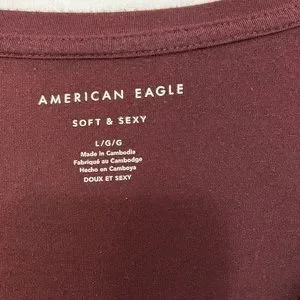 AMERICAN EAGLE
SOFT & SEXY
L/G/G
Made in Cambodia
Fabriqué au Cambodge
Hecho en Camboya
DOUX ET SEXY